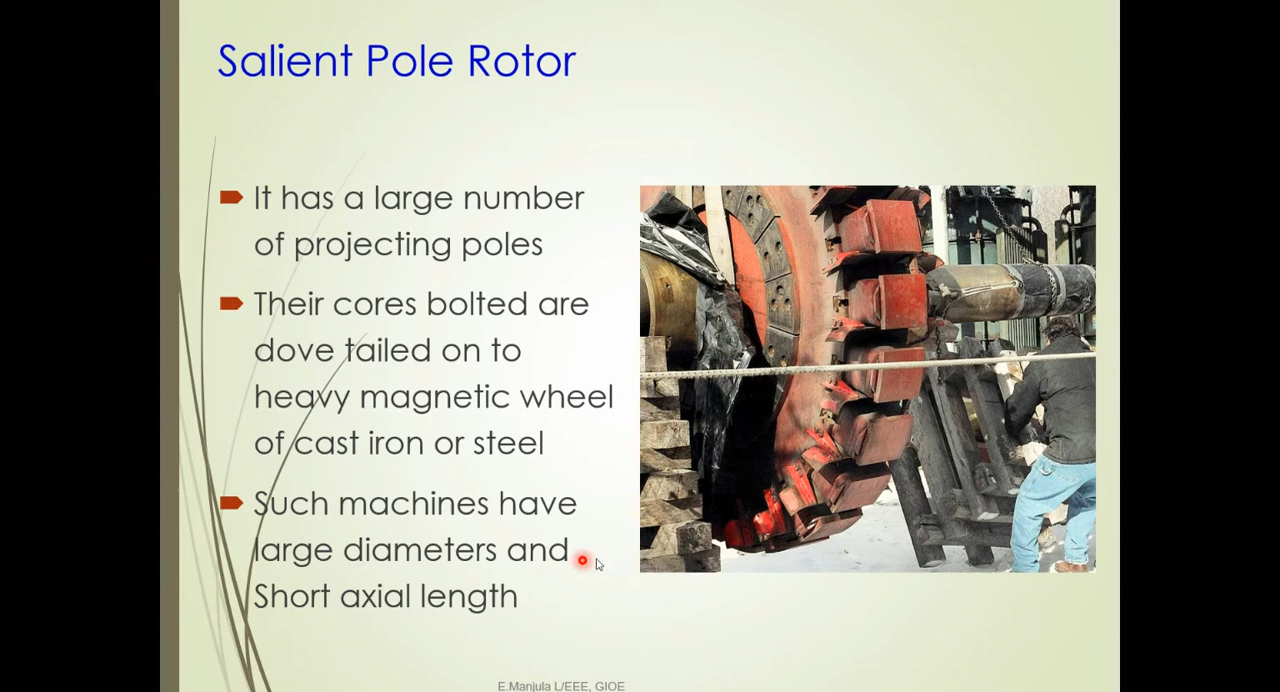 Salient Pole Rotor
It has a large number
of projecting poles
Their cores bolted are
dove tailed on to
heavy magnetic wheel
of cast iron or steel
Such machines have
large diameters and
Short axial length
E.Manjula L/EEE, GIOE